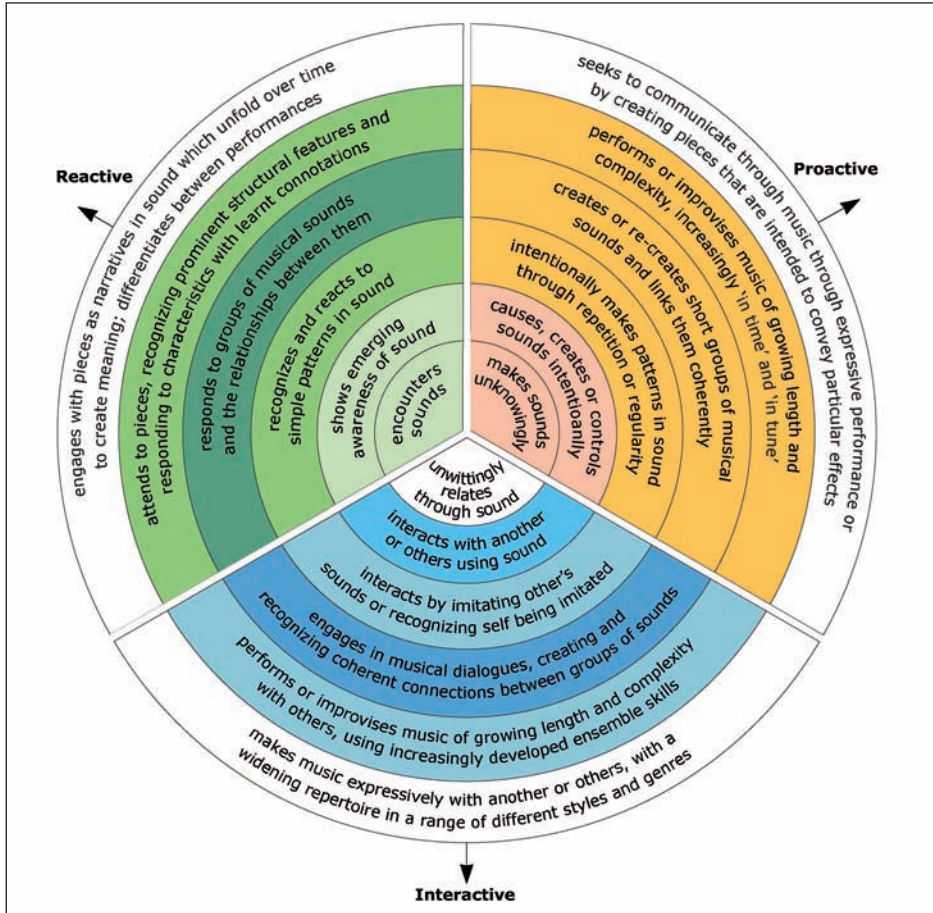 Reactive
engages with pieces as narratives in sound which unfold over time
to create meaning; differentiates between performances
attends to pieces, recognizing prominent structural features and
responding to characteristics with learnt connotations
responds to groups of musical sounds
and the relationships between them
recognizes and reacts to
simple patterns in sound
shows emerging
awareness of sound
encounters
sounds
Proactive
seeks to communicate through music through expressive performance or
by creating pieces that are intended to convey particular effects
performs or improvises music of growing length and
complexity, increasingly 'in time' and 'in tune'
creates or re-creates short groups of musical
sounds and links them coherently
intentionally makes patterns in sound
through repetition or regularity
causes, creates or controls
sounds intentionally
makes sounds
unknowingly
unwittingly
relates
through sound
interacts with another
or others using sound
interacts by imitating other's
sounds or recognizing self being imitated
engages in musical dialogues, creating and
recognizing coherent connections between groups of sounds
performs or improvises music of growing length and complexity
with others, using increasingly developed ensemble skills
makes music expressively with another or others, with a
widening repertoire in a range of different styles and genres
Interactive